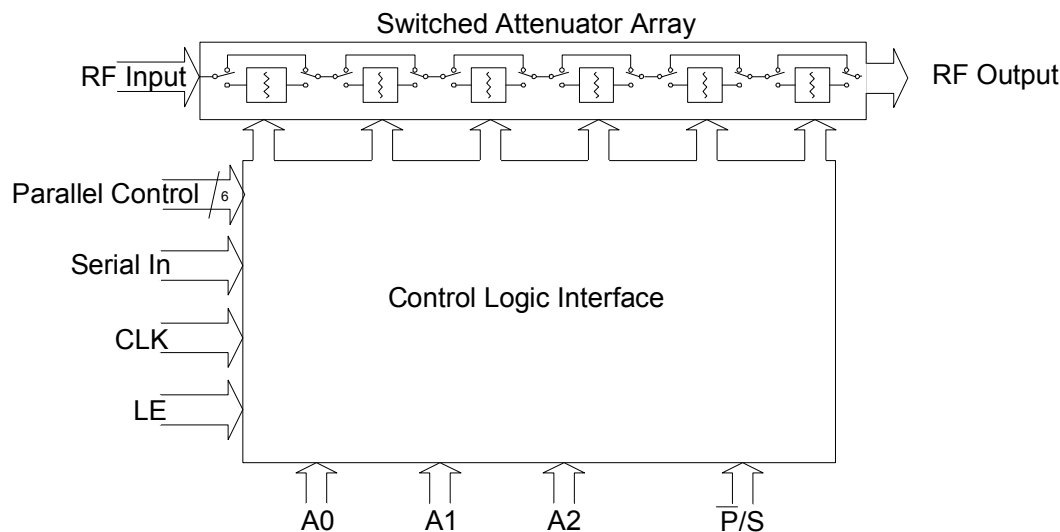 Switched Attenuator Array
RF Input
RF Output
Parallel Control
6
Serial In
Control Logic Interface
CLK
LE
A0
A1
A2
P̅/S